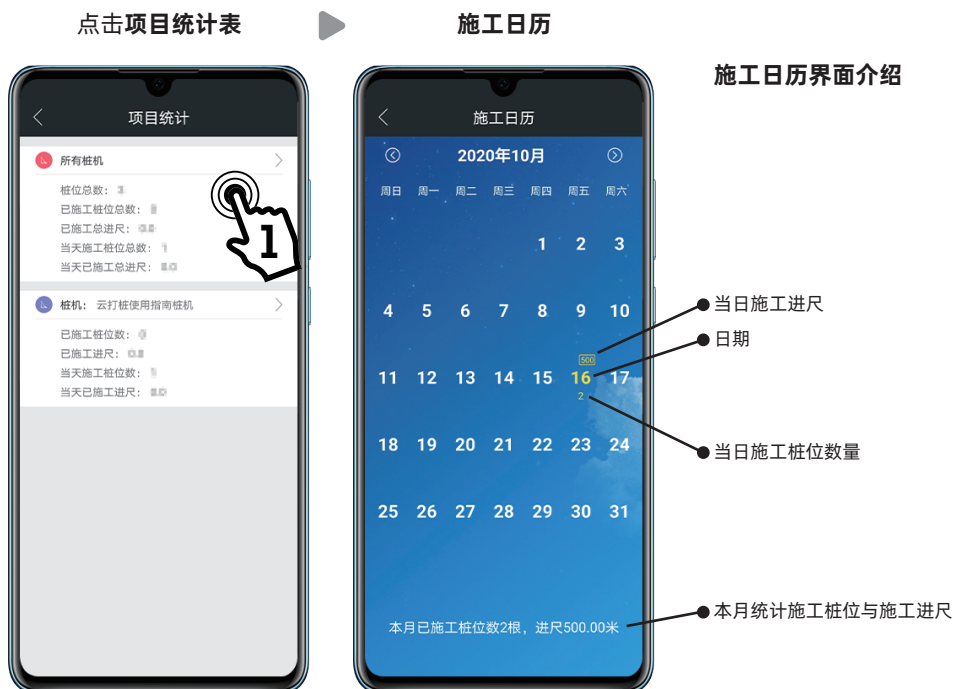 点击项目统计表
施工日历
施工日历界面介绍
项目统计
所有桩机
桩位总数：
已施工桩位总数：
已施工总进尺：
当天施工桩位总数：
当天已施工总进尺：
1
桩机： 云打桩使用指南桩机
已施工桩位数：
已施工进尺：
当天施工桩位数：
当天已施工进尺：
施工日历
2020年10月
周日 周一 周二 周三 周四 周五 周六
1 2 3
4 5 6 7 8 9 10
500
11 12 13 14 15 16 17
2
18 19 20 21 22 23 24
25 26 27 28 29 30 31
本月已施工桩位数2根，进尺500.00米
当日施工进尺
日期
当日施工桩位数量
本月统计施工桩位与施工进尺